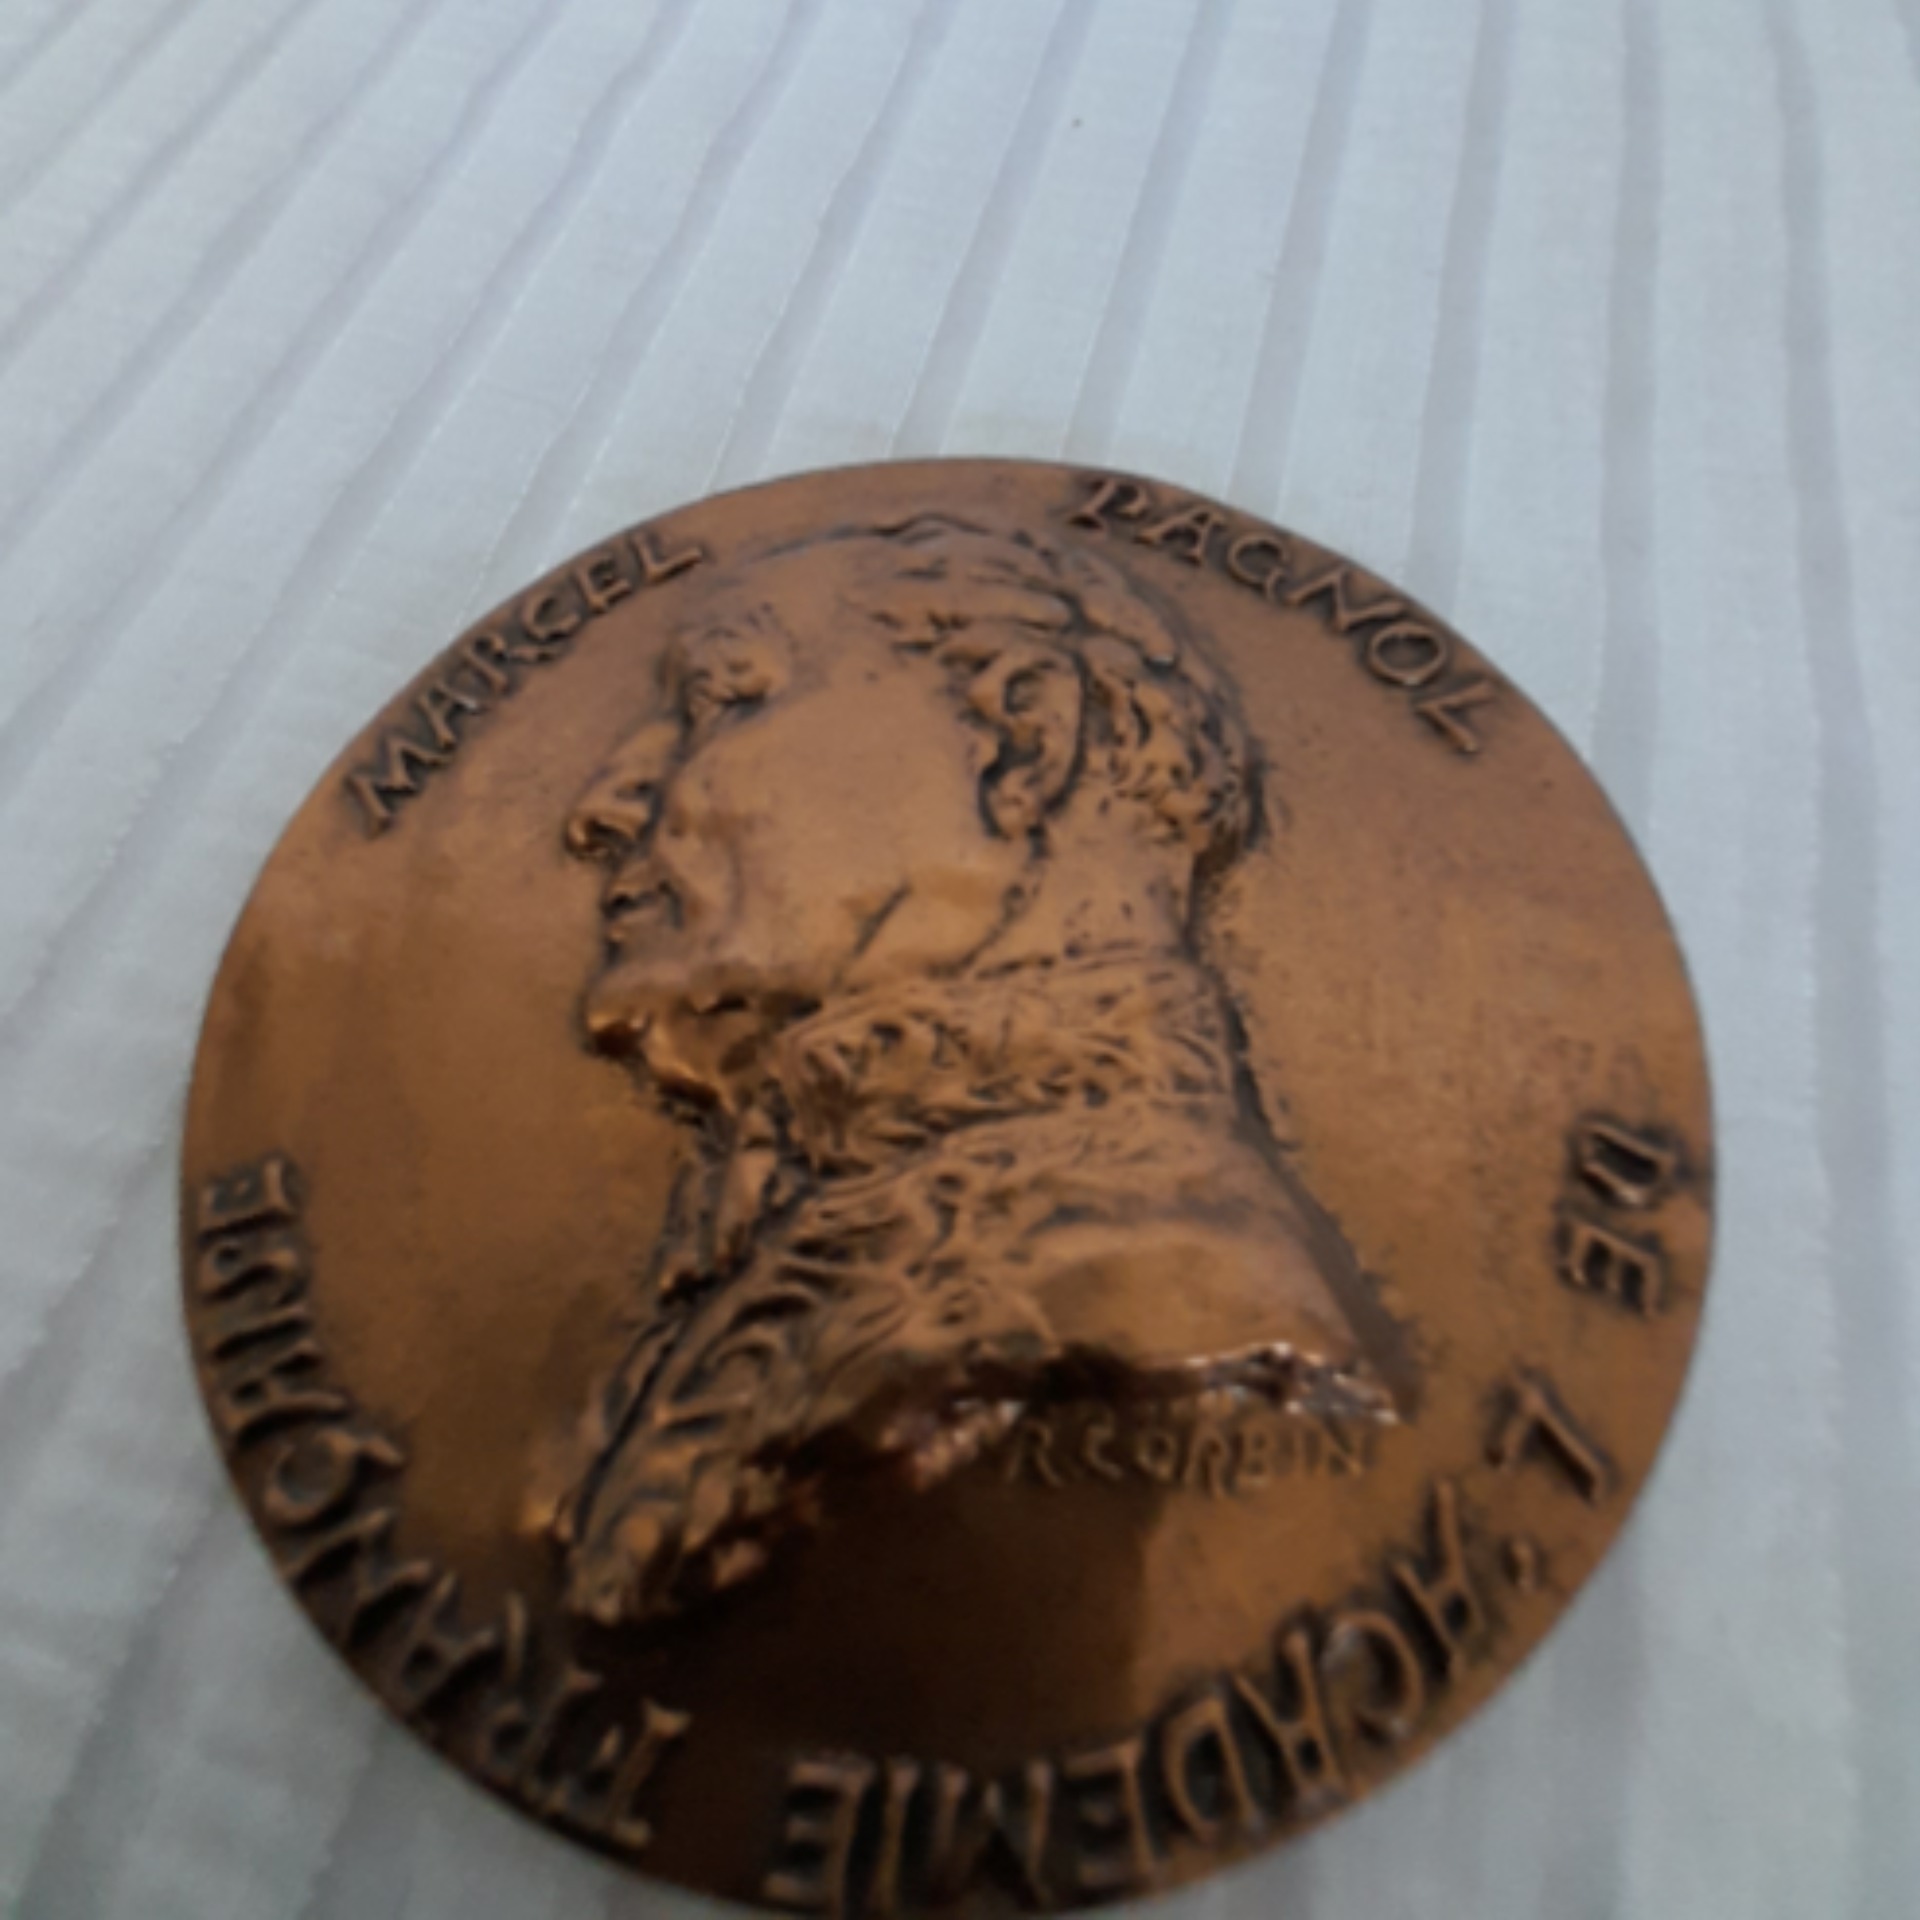 MARCEL PAGNOL
DE L'ACADEMIE FRANÇAISE
R. CORBIN